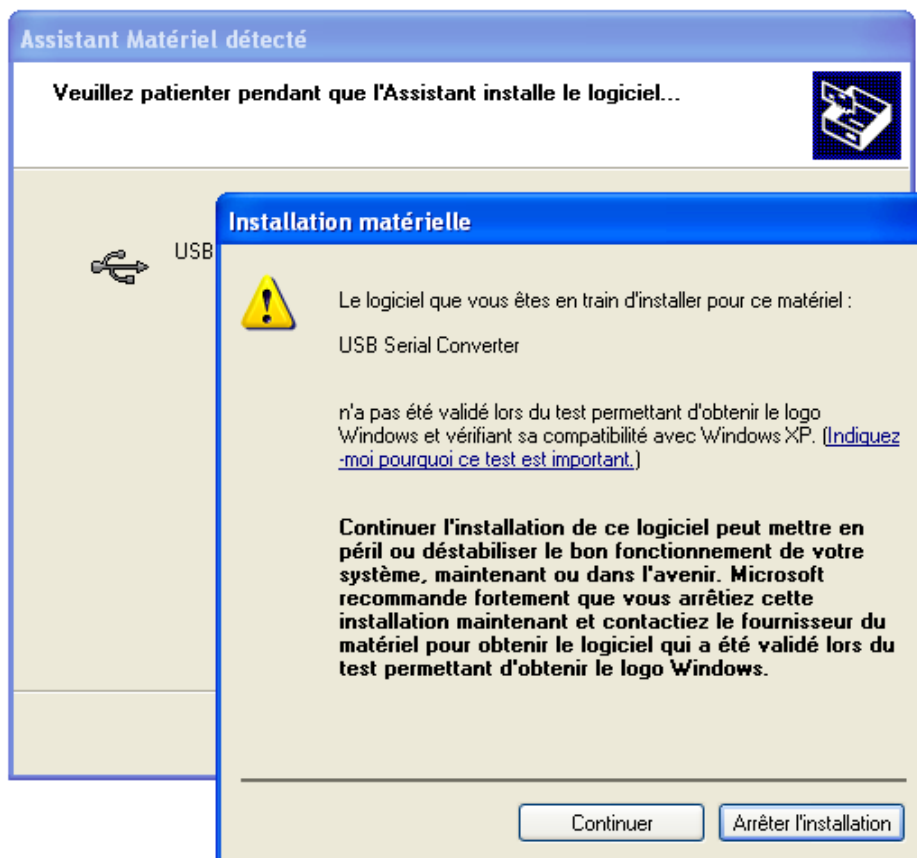 Assistant Matériel détecté
Veuillez patienter pendant que l'Assistant installe le logiciel...
Installation matérielle
USB
Le logiciel que vous êtes en train d'installer pour ce matériel :
USB Serial Converter
n'a pas été validé lors du test permettant d'obtenir le logo
Windows et vérifiant sa compatibilité avec Windows XP. (Indiquez
-moi pourquoi ce test est important.)
Continuer l'installation de ce logiciel peut mettre en
péril ou déstabiliser le bon fonctionnement de votre
système, maintenant ou dans l'avenir. Microsoft
recommande fortement que vous arrêtiez cette
installation maintenant et contactiez le fournisseur du
matériel pour obtenir le logiciel qui a été validé lors du
test permettant d'obtenir le logo Windows.
Continuer
Arrêter l'installation